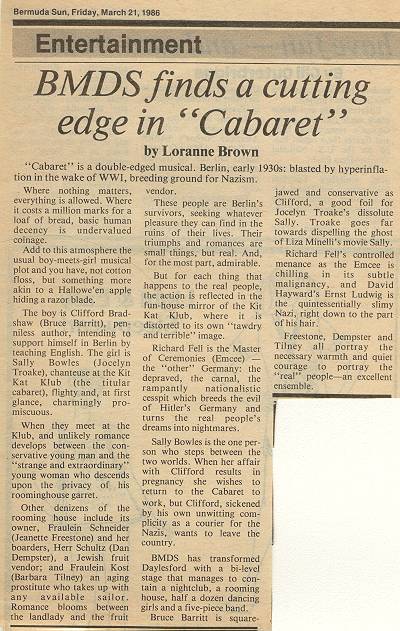 Bermuda Sun, Friday, March 21, 1986
Entertainment
BMDS finds a cutting
edge in "Cabaret"
by Loranne Brown
"Cabaret" is a double-edged musical. Berlin, early 1930s: blasted by hyperinfla-
tion in the wake of WW1, breeding ground for Nazism.
Where nothing matters,
everything is allowed. Where
it costs a million marks for a
loaf of bread, basic human
decency is undervalued
coinage.
Add to this atmosphere the
usual boy-meets-girl musical
plot and you have, not cotton
floss, but something more
akin to a Hallowe'en apple
hiding a razor blade.
The boy is Clifford Brad-
shaw (Bruce Barritt), pen-
niless author, intending to
support himself in Berlin by
teaching English. The girl is
Sally Bowles (Jocelyn
Troake), chanteuse at the Kit
Kat Klub (the titular
cabaret), flighty and, at first
glance, charmingly pro-
miscuous.
When they meet at the
Klub, and unlikely romance
develops between the con-
servative young man and the
"strange and extraordinary"
young woman who descends
upon the privacy of his
roominghouse garret.
Other denizens of the
rooming house include its
owner, Fraulein Schneider
(Jeanette Freestone) and her
boarders, Herr Schultz (Dan
Dempster), a Jewish fruit
vendor; and Fraulein Kost
(Barbara Tilney) an aging
prostitute who takes up with
any available sailor.
Romance blooms between
the landlady and the fruit
vendor.
These people are Berlin's
survivors, seeking whatever
pleasure they can find in the
ruins of their lives. Their
triumphs and romances are
small things, but real. And,
for the most part, admirable.
But for each thing that
happens to the real people,
the action is reflected in the
fun-house mirror of the Kit
Kat Klub, where it is
distorted to its own "tawdry
and terrible" image.
Richard Fell is the Master
of Ceremonies (Emcee) —
the "other" Germany: the
depraved, the carnal, the
rampantly nationalistic
cesspit which breeds the evil
of Hitler's Germany and
turns the real people's
dreams into nightmares.
Sally Bowles is the one per-
son who steps between the
two worlds. When her affair
with Clifford results in
pregnancy she wishes to
return to the Cabaret to
work, but Clifford, sickened
by his own unwitting com-
plicity as a courier for the
Nazis, wants to leave the
country.
BMDS has transformed
Daylesford with a bi-level
stage that manages to con-
tain a nightclub, a rooming
house, half a dozen dancing
girls and a five-piece band.
Bruce Barritt is square-
jawed and conservative as
Clifford, a good foil for
Jocelyn Troake's dissolute
Sally. Troake goes far
towards dispelling the ghost
of Liza Minelli's movie Sally.
Richard Fell's controlled
menance as the Emcee is
chilling in its subtle
malignancy, and David
Hayward's Ernst Ludwig is
the quintessentially slimy
Nazi, right down to the part
of his hair.
Freestone, Dempster and
Tilney all portray the
necessary warmth and quiet
courage to portray the
"real" people—an excellent
ensemble.